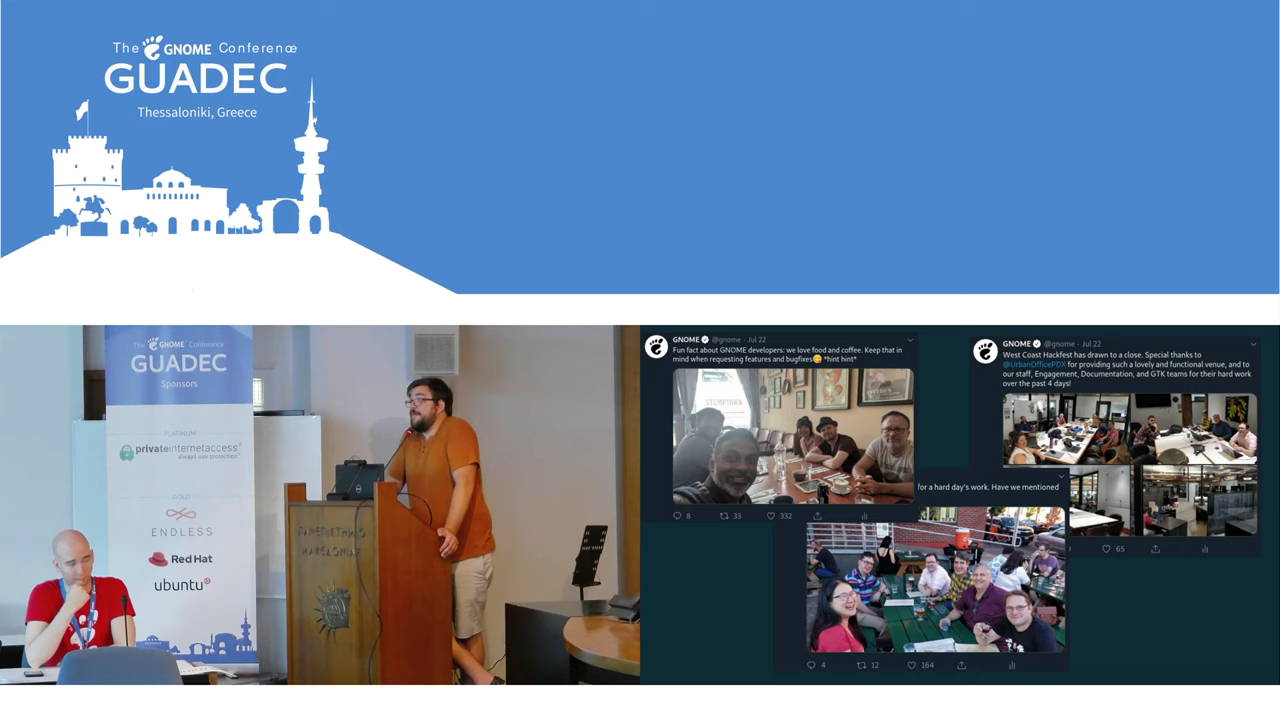 The GNOME Conference
GUADEC
Thessaloniki, Greece
The GNOME Conference
GUADEC
Sponsors
PLATINUM
privateinternetaccess®
always use protection®
GOLD
ENDLESS
Red Hat
ubuntu®
ΠΑΝΕΠΙΣΤΗΜΙΟ
ΜΑΚΕΔΟΝΙΑΣ
DELL
GNOME @gnome · Jul 22
Fun fact about GNOME developers: we love food and coffee. Keep that in
mind when requesting features and bugfixes😋 *hint hint*
STUMPTOWN
8 33 332
GNOME @gnome · Jul 22
West Coast Hackfest has drawn to a close. Special thanks to
@UrbanOfficePDX for providing such a lovely and functional venue, and to
our staff, Engagement, Documentation, and GTK teams for their hard work
over the past 4 days!
65
for a hard day's work. Have we mentioned
4 12 164